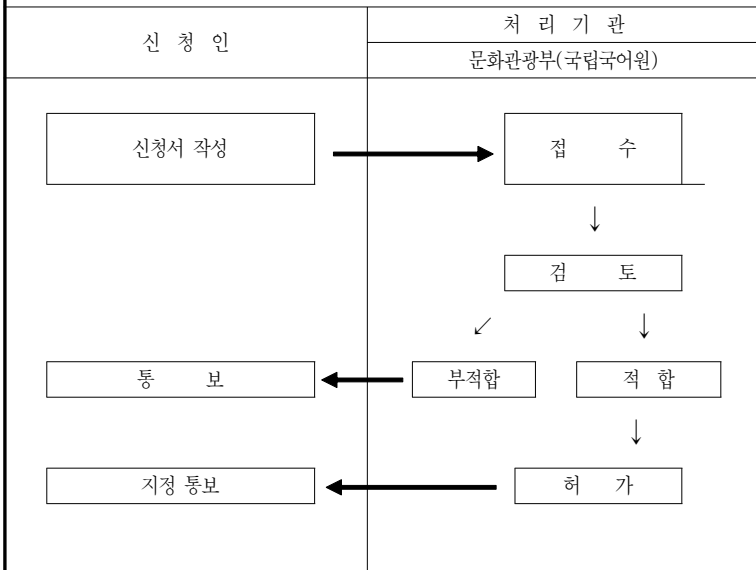 신 청 인
처 리 기 관
문화관광부(국립국어원)
신청서 작성
접 수
↓
검 토
↙ ↓
통 보
부적합
적 합
↓
지정 통보
허 가